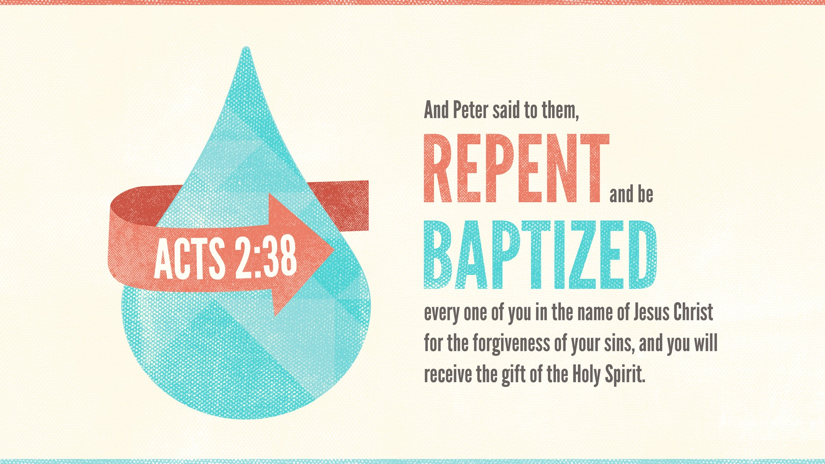 ACTS 2:38
And Peter said to them,
REPENT and be
BAPTIZED
every one of you in the name of Jesus Christ
for the forgiveness of your sins, and you will
receive the gift of the Holy Spirit.